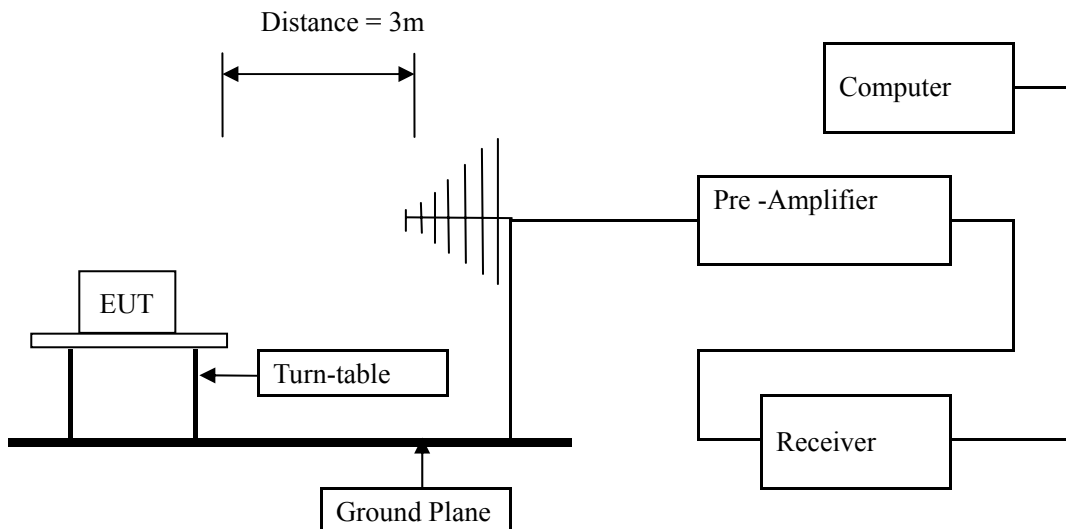 Distance = 3m
Computer
Pre -Amplifier
EUT
Turn-table
Receiver
Ground Plane